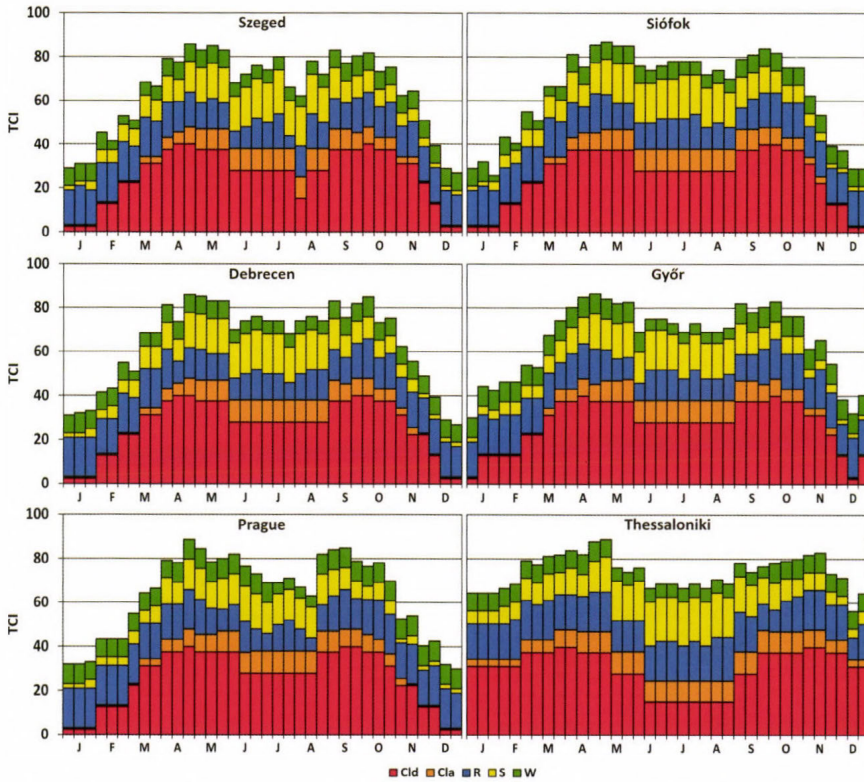 Szeged
Siófok
100
80
60
40
20
0
TCI
J F M A M J J A S O N D
J F M A M J J A S O N D
Debrecen
Győr
100
80
60
40
20
0
TCI
J F M A M J J A S O N D
J F M A M J J A S O N D
Prague
Thessaloniki
100
80
60
40
20
0
TCI
J F M A M J J A S O N D
J F M A M J J A S O N D
Cld Cla R S W